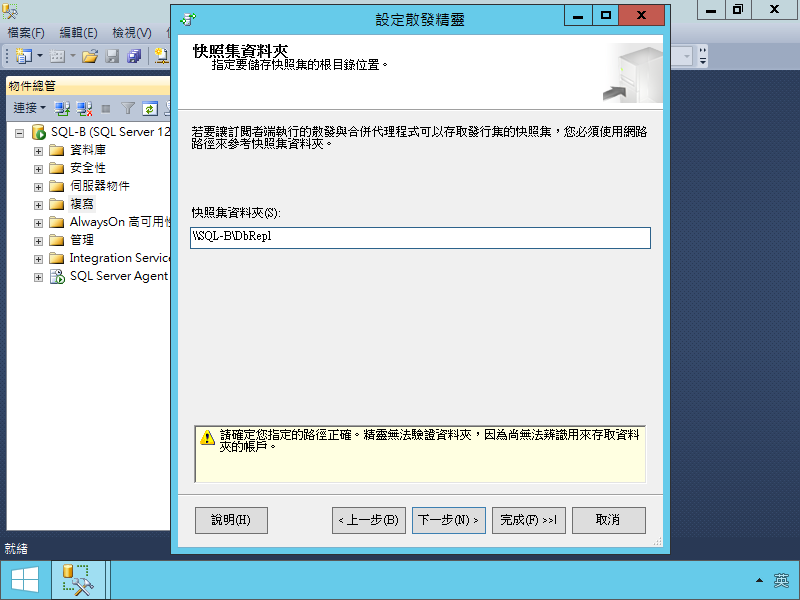 設定散發精靈
檔案(F) 編輯(E) 檢視(V)
物件總管
連接
SQL-B (SQL Server 12
資料庫
安全性
伺服器物件
複寫
AlwaysOn 高可用性
管理
Integration Service
SQL Server Agent
快照集資料夾
指定要儲存快照集的根目錄位置。
若要讓訂閱者端執行的散發與合併代理程式可以存取發行集的快照集，您必須使用網路
路徑來參考快照集資料夾。
快照集資料夾(S):
\\SQL-B\DbRepl
請確定您指定的路徑正確。精靈無法驗證資料夾，因為尚無法辨識用來存取資料
夾的帳戶。
說明(H) < 上一步(B) 下一步(N) > 完成(F) >>| 取消
就緒
英